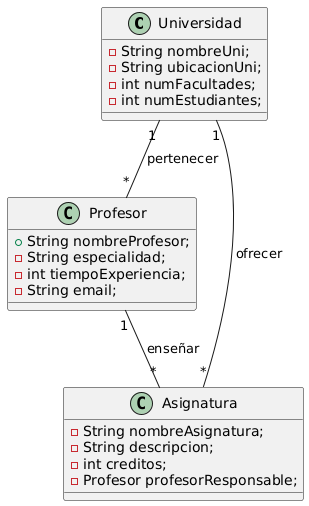 C Universidad
String nombreUni;
String ubicacionUni;
int numFacultades;
int numEstudiantes;
1 1
pertenecer
*
C Profesor
String nombreProfesor;
String especialidad;
int tiempoExperiencia;
String email;
ofrecer
1
enseñar
* *
C Asignatura
String nombreAsignatura;
String descripcion;
int creditos;
Profesor profesorResponsable;